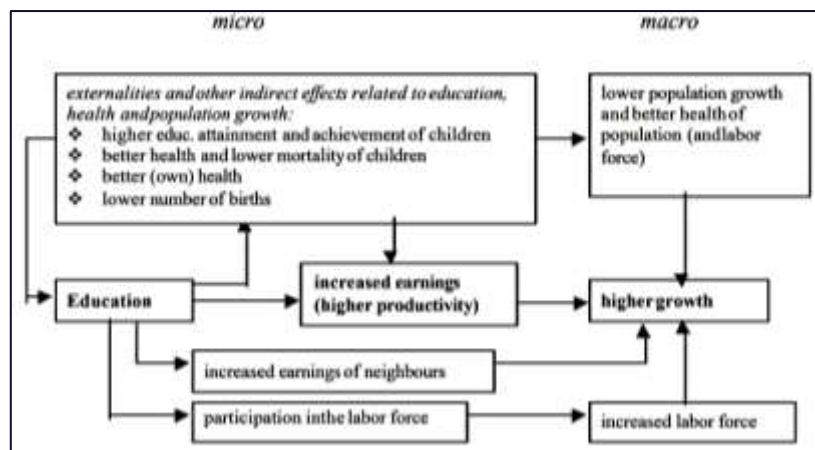 micro
macro
externalities and other indirect effects related to education,
health andpopulation growth:
❖ higher educ. attainment and achievement of children
❖ better health and lower mortality of children
❖ better (own) health
❖ lower number of births
lower population growth
and better health of
population (andlabor
force)
Education
increased earnings
(higher productivity)
higher growth
increased earnings of neighbours
participation inthe labor force
increased labor force